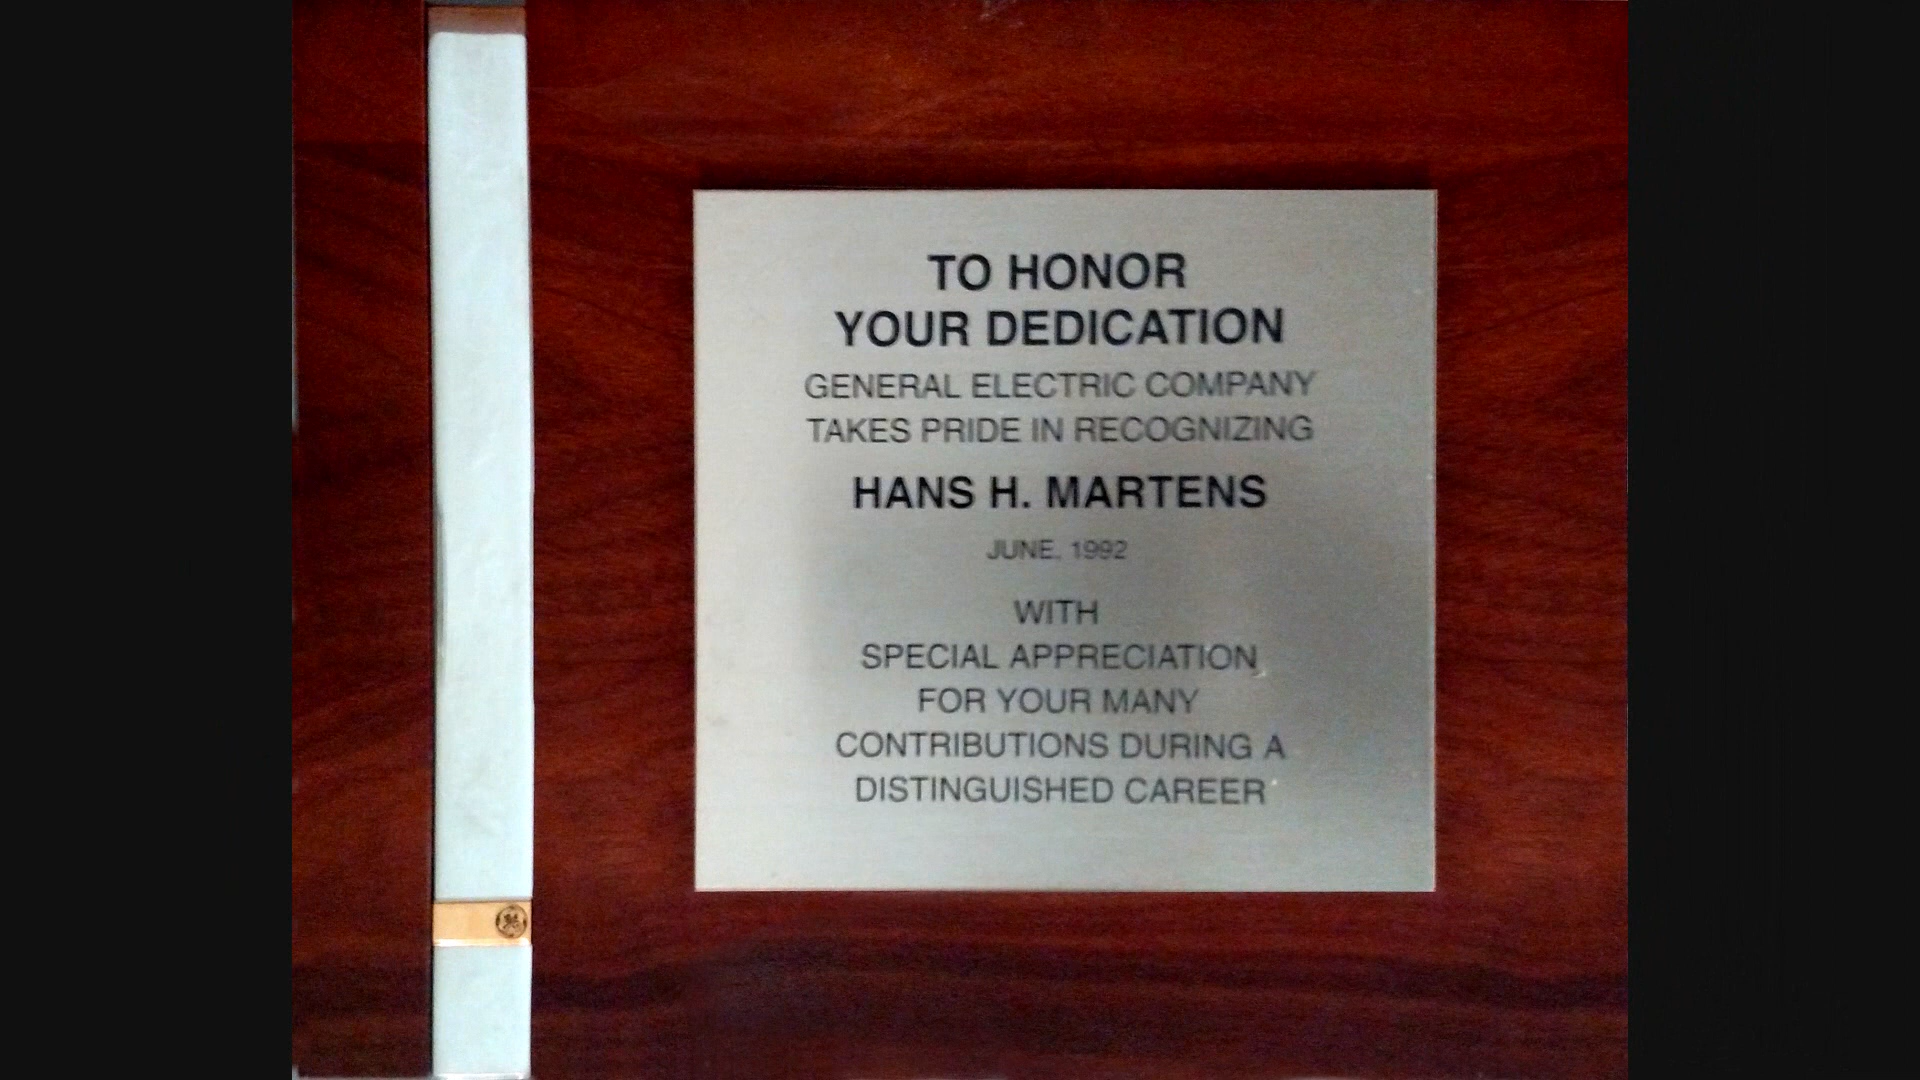 TO HONOR
YOUR DEDICATION
GENERAL ELECTRIC COMPANY
TAKES PRIDE IN RECOGNIZING
HANS H. MARTENS
JUNE. 1992
WITH
SPECIAL APPRECIATION
FOR YOUR MANY
CONTRIBUTIONS DURING A
DISTINGUISHED CAREER